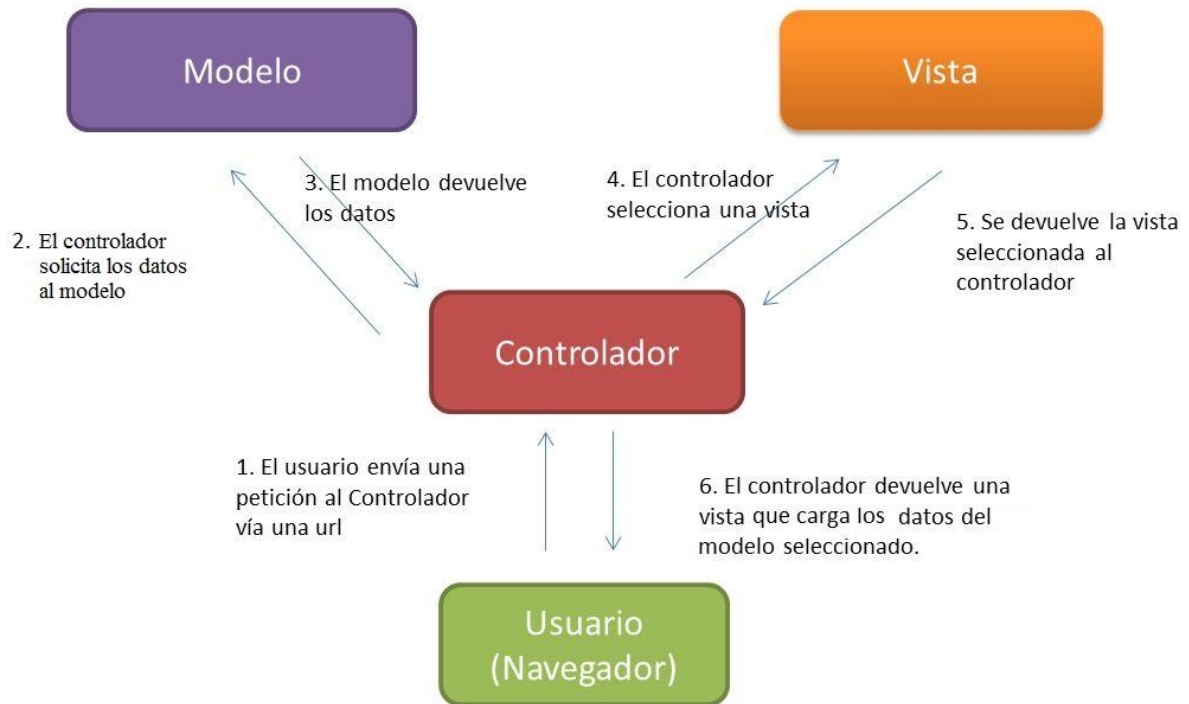 Modelo
Vista
3. El modelo devuelve
los datos
4. El controlador
selecciona una vista
2. El controlador
solicita los datos
al modelo
5. Se devuelve la vista
seleccionada al
controlador
Controlador
1. El usuario envía una
petición al Controlador
vía una url
6. El controlador devuelve una
vista que carga los datos del
modelo seleccionado.
Usuario
(Navegador)